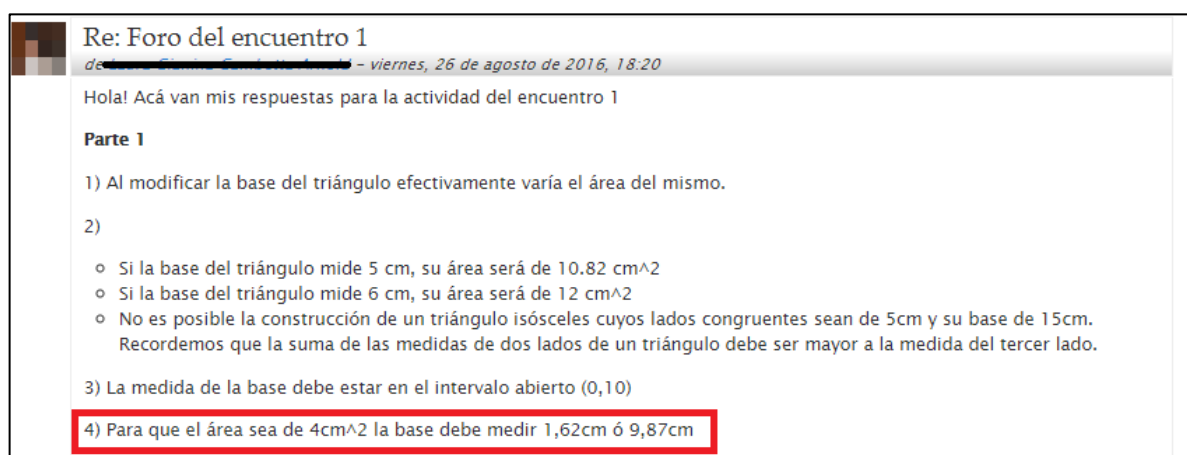 Re: Foro del encuentro 1
de - viernes, 26 de agosto de 2016, 18:20
Hola! Acá van mis respuestas para la actividad del encuentro 1
Parte 1
1) Al modificar la base del triángulo efectivamente varía el área del mismo.
2)
Si la base del triángulo mide 5 cm, su área será de 10.82 cm^2
Si la base del triángulo mide 6 cm, su área será de 12 cm^2
No es posible la construcción de un triángulo isósceles cuyos lados congruentes sean de 5cm y su base de 15cm.
Recordemos que la suma de las medidas de dos lados de un triángulo debe ser mayor a la medida del tercer lado.
3) La medida de la base debe estar en el intervalo abierto (0,10)
4) Para que el área sea de 4cm^2 la base debe medir 1,62cm ó 9,87cm